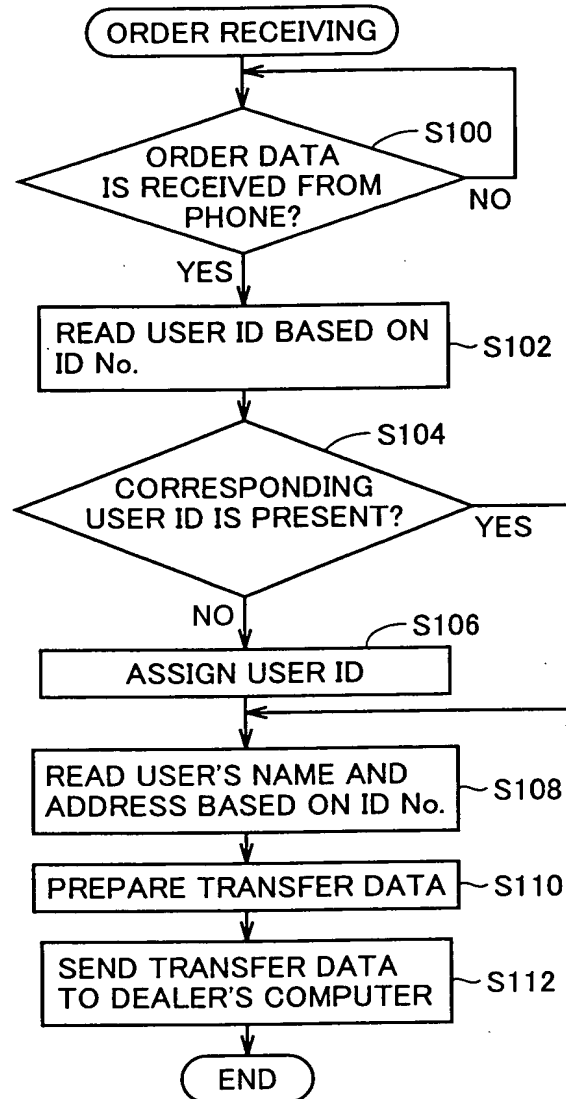 ORDER RECEIVING
S100
ORDER DATA
IS RECEIVED FROM
PHONE?
NO
YES
READ USER ID BASED ON
ID No.
S102
S104
CORRESPONDING
USER ID IS PRESENT?
YES
NO
S106
ASSIGN USER ID
READ USER'S NAME AND
ADDRESS BASED ON ID No.
S108
PREPARE TRANSFER DATA
S110
SEND TRANSFER DATA
TO DEALER'S COMPUTER
S112
END